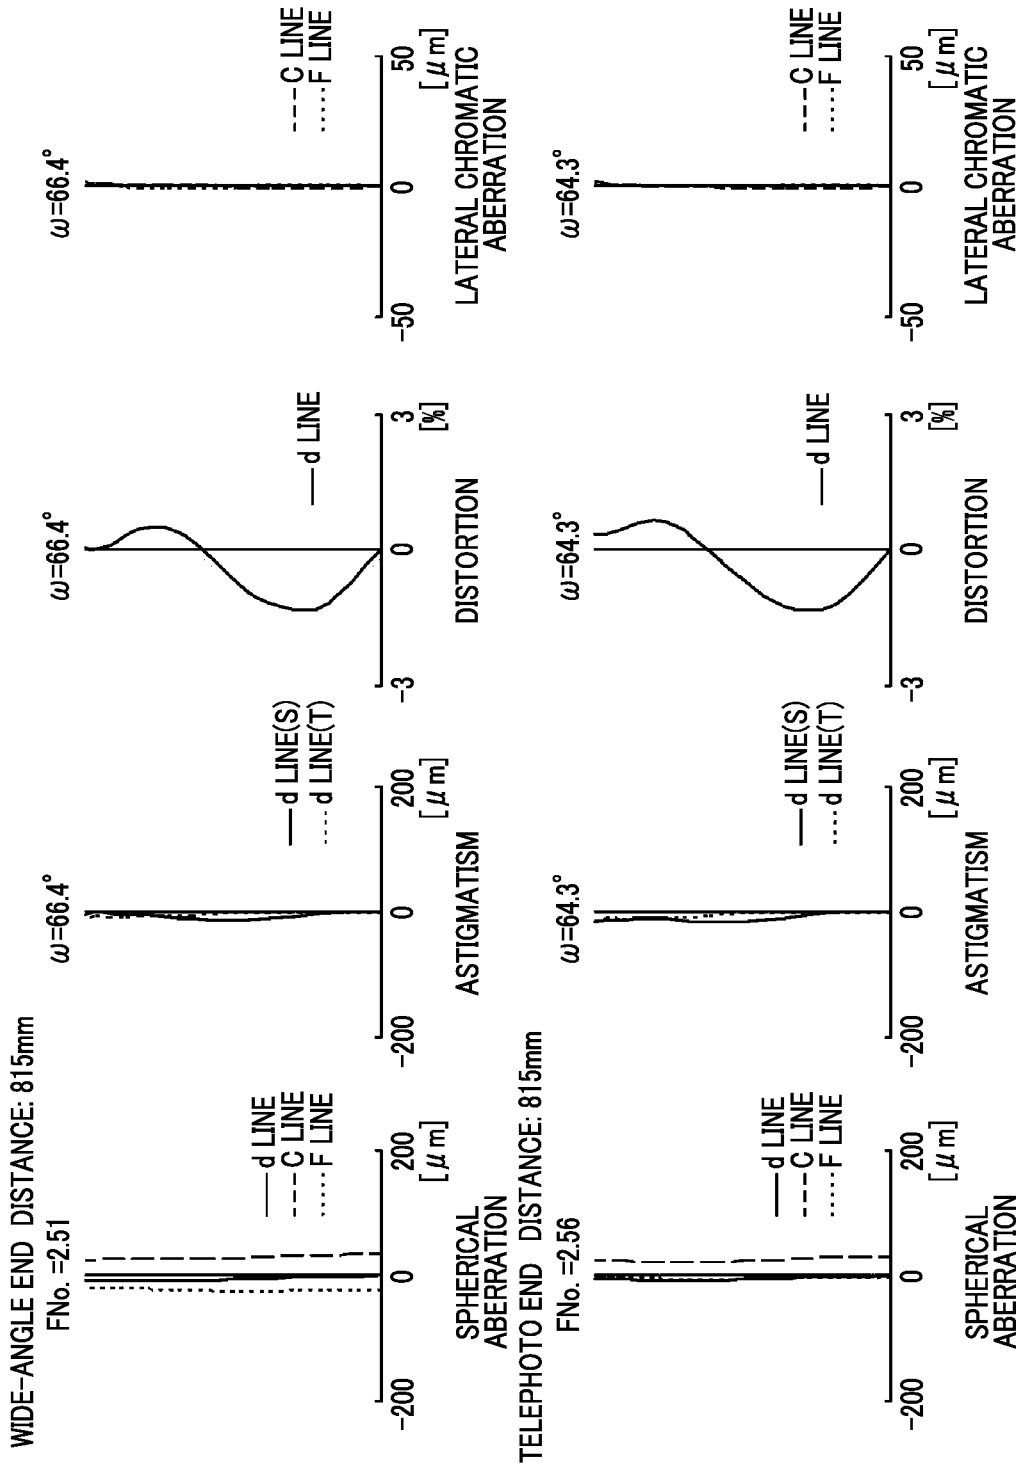 WIDE-ANGLE END DISTANCE: 815mm
FNo. =2.51
d LINE
C LINE
F LINE
-200
0
200
[μm]
SPHERICAL
ABERRATION
ω=66.4°
d LINE(S)
d LINE(T)
-200
0
200
[μm]
ASTIGMATISM
ω=66.4°
d LINE
-3
0
3
[%]
DISTORTION
ω=66.4°
C LINE
F LINE
-50
0
50
[μm]
LATERAL CHROMATIC
ABERRATION
TELEPHOTO END DISTANCE: 815mm
FNo. =2.56
d LINE
C LINE
F LINE
-200
0
200
[μm]
SPHERICAL
ABERRATION
ω=64.3°
d LINE(S)
d LINE(T)
-200
0
200
[μm]
ASTIGMATISM
ω=64.3°
d LINE
-3
0
3
[%]
DISTORTION
ω=64.3°
C LINE
F LINE
-50
0
50
[μm]
LATERAL CHROMATIC
ABERRATION